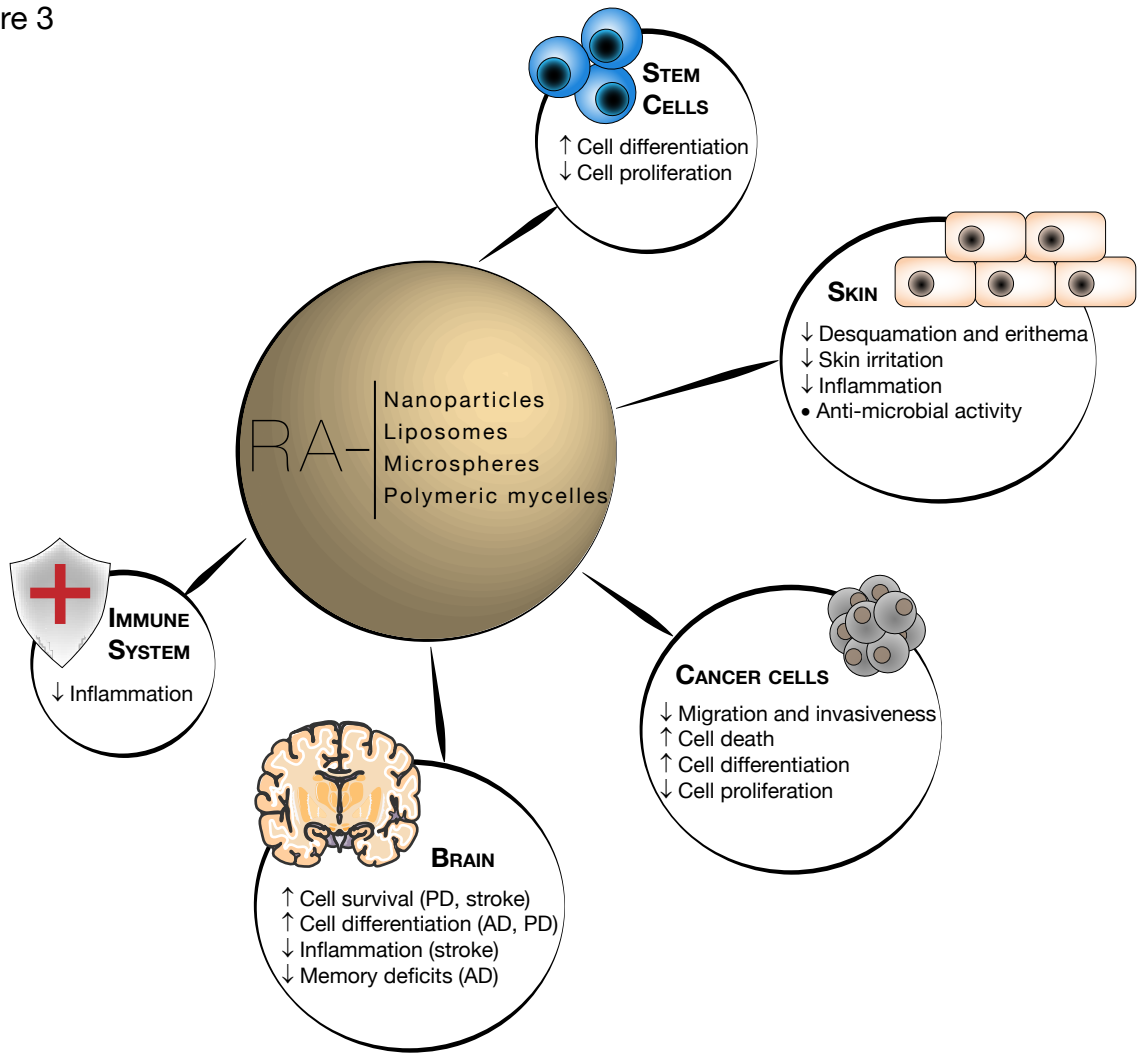 re 3
STEM
CELLS
↑ Cell differentiation
↓ Cell proliferation
SKIN
↓ Desquamation and erithema
↓ Skin irritation
↓ Inflammation
• Anti-microbial activity
RA-
Nanoparticles
Liposomes
Microspheres
Polymeric mycelles
IMMUNE
SYSTEM
↓ Inflammation
CANCER CELLS
↓ Migration and invasiveness
↑ Cell death
↑ Cell differentiation
↓ Cell proliferation
BRAIN
↑ Cell survival (PD, stroke)
↑ Cell differentiation (AD, PD)
↓ Inflammation (stroke)
↓ Memory deficits (AD)